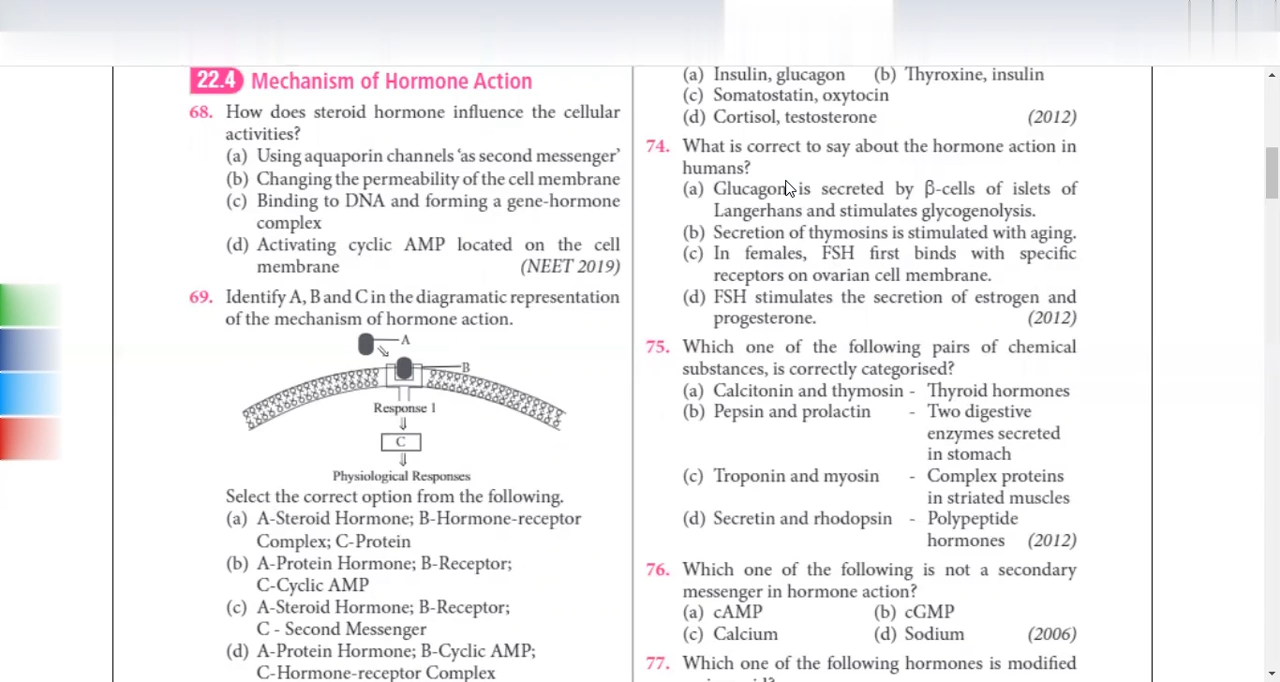 22.4 Mechanism of Hormone Action
68. How does steroid hormone influence the cellular
activities?
(a) Using aquaporin channels ‘as second messenger’
(b) Changing the permeability of the cell membrane
(c) Binding to DNA and forming a gene-hormone
complex
(d) Activating cyclic AMP located on the cell
membrane (NEET 2019)
69. Identify A, B and C in the diagramatic representation
of the mechanism of hormone action.
A
B
Response 1
C
Physiological Responses
Select the correct option from the following.
(a) A-Steroid Hormone; B-Hormone-receptor
Complex; C-Protein
(b) A-Protein Hormone; B-Receptor;
C-Cyclic AMP
(c) A-Steroid Hormone; B-Receptor;
C - Second Messenger
(d) A-Protein Hormone; B-Cyclic AMP;
C-Hormone-receptor Complex
(a) Insulin, glucagon (b) Thyroxine, insulin
(c) Somatostatin, oxytocin
(d) Cortisol, testosterone (2012)
74. What is correct to say about the hormone action in
humans?
(a) Glucagon is secreted by β-cells of islets of
Langerhans and stimulates glycogenolysis.
(b) Secretion of thymosins is stimulated with aging.
(c) In females, FSH first binds with specific
receptors on ovarian cell membrane.
(d) FSH stimulates the secretion of estrogen and
progesterone. (2012)
75. Which one of the following pairs of chemical
substances, is correctly categorised?
(a) Calcitonin and thymosin - Thyroid hormones
(b) Pepsin and prolactin - Two digestive
enzymes secreted
in stomach
(c) Troponin and myosin - Complex proteins
in striated muscles
(d) Secretin and rhodopsin - Polypeptide
hormones (2012)
76. Which one of the following is not a secondary
messenger in hormone action?
(a) cAMP (b) cGMP
(c) Calcium (d) Sodium (2006)
77. Which one of the following hormones is modified